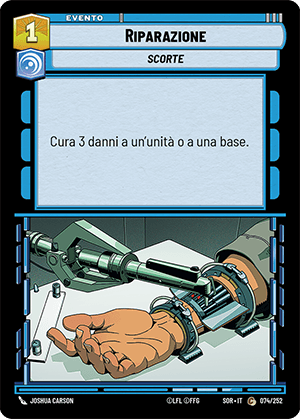 EVENTO
1
RIPARAZIONE
SCORTE
Cura 3 danni a un'unità o a una base.
JOSHUA CARSON
©LFL ©FFG
SOR•IT
C
074/252